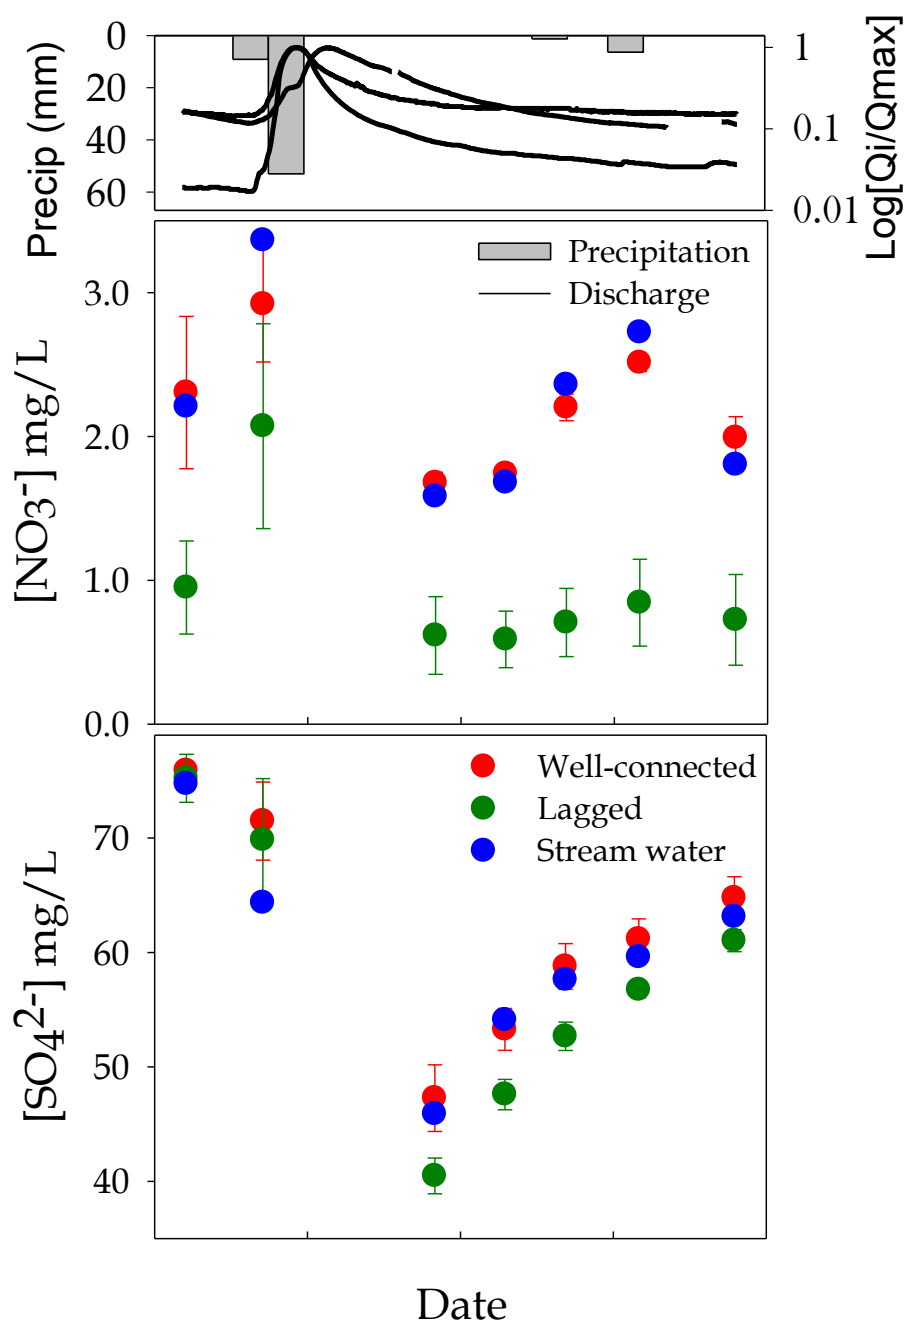 Precip (mm)
0
20
40
60
1
0.1
0.01
Log[Qi/Qmax]
Precipitation
Discharge
[NO3-] mg/L
3.0
2.0
1.0
0.0
Well-connected
Lagged
Stream water
[SO42-] mg/L
70
60
50
40
Date